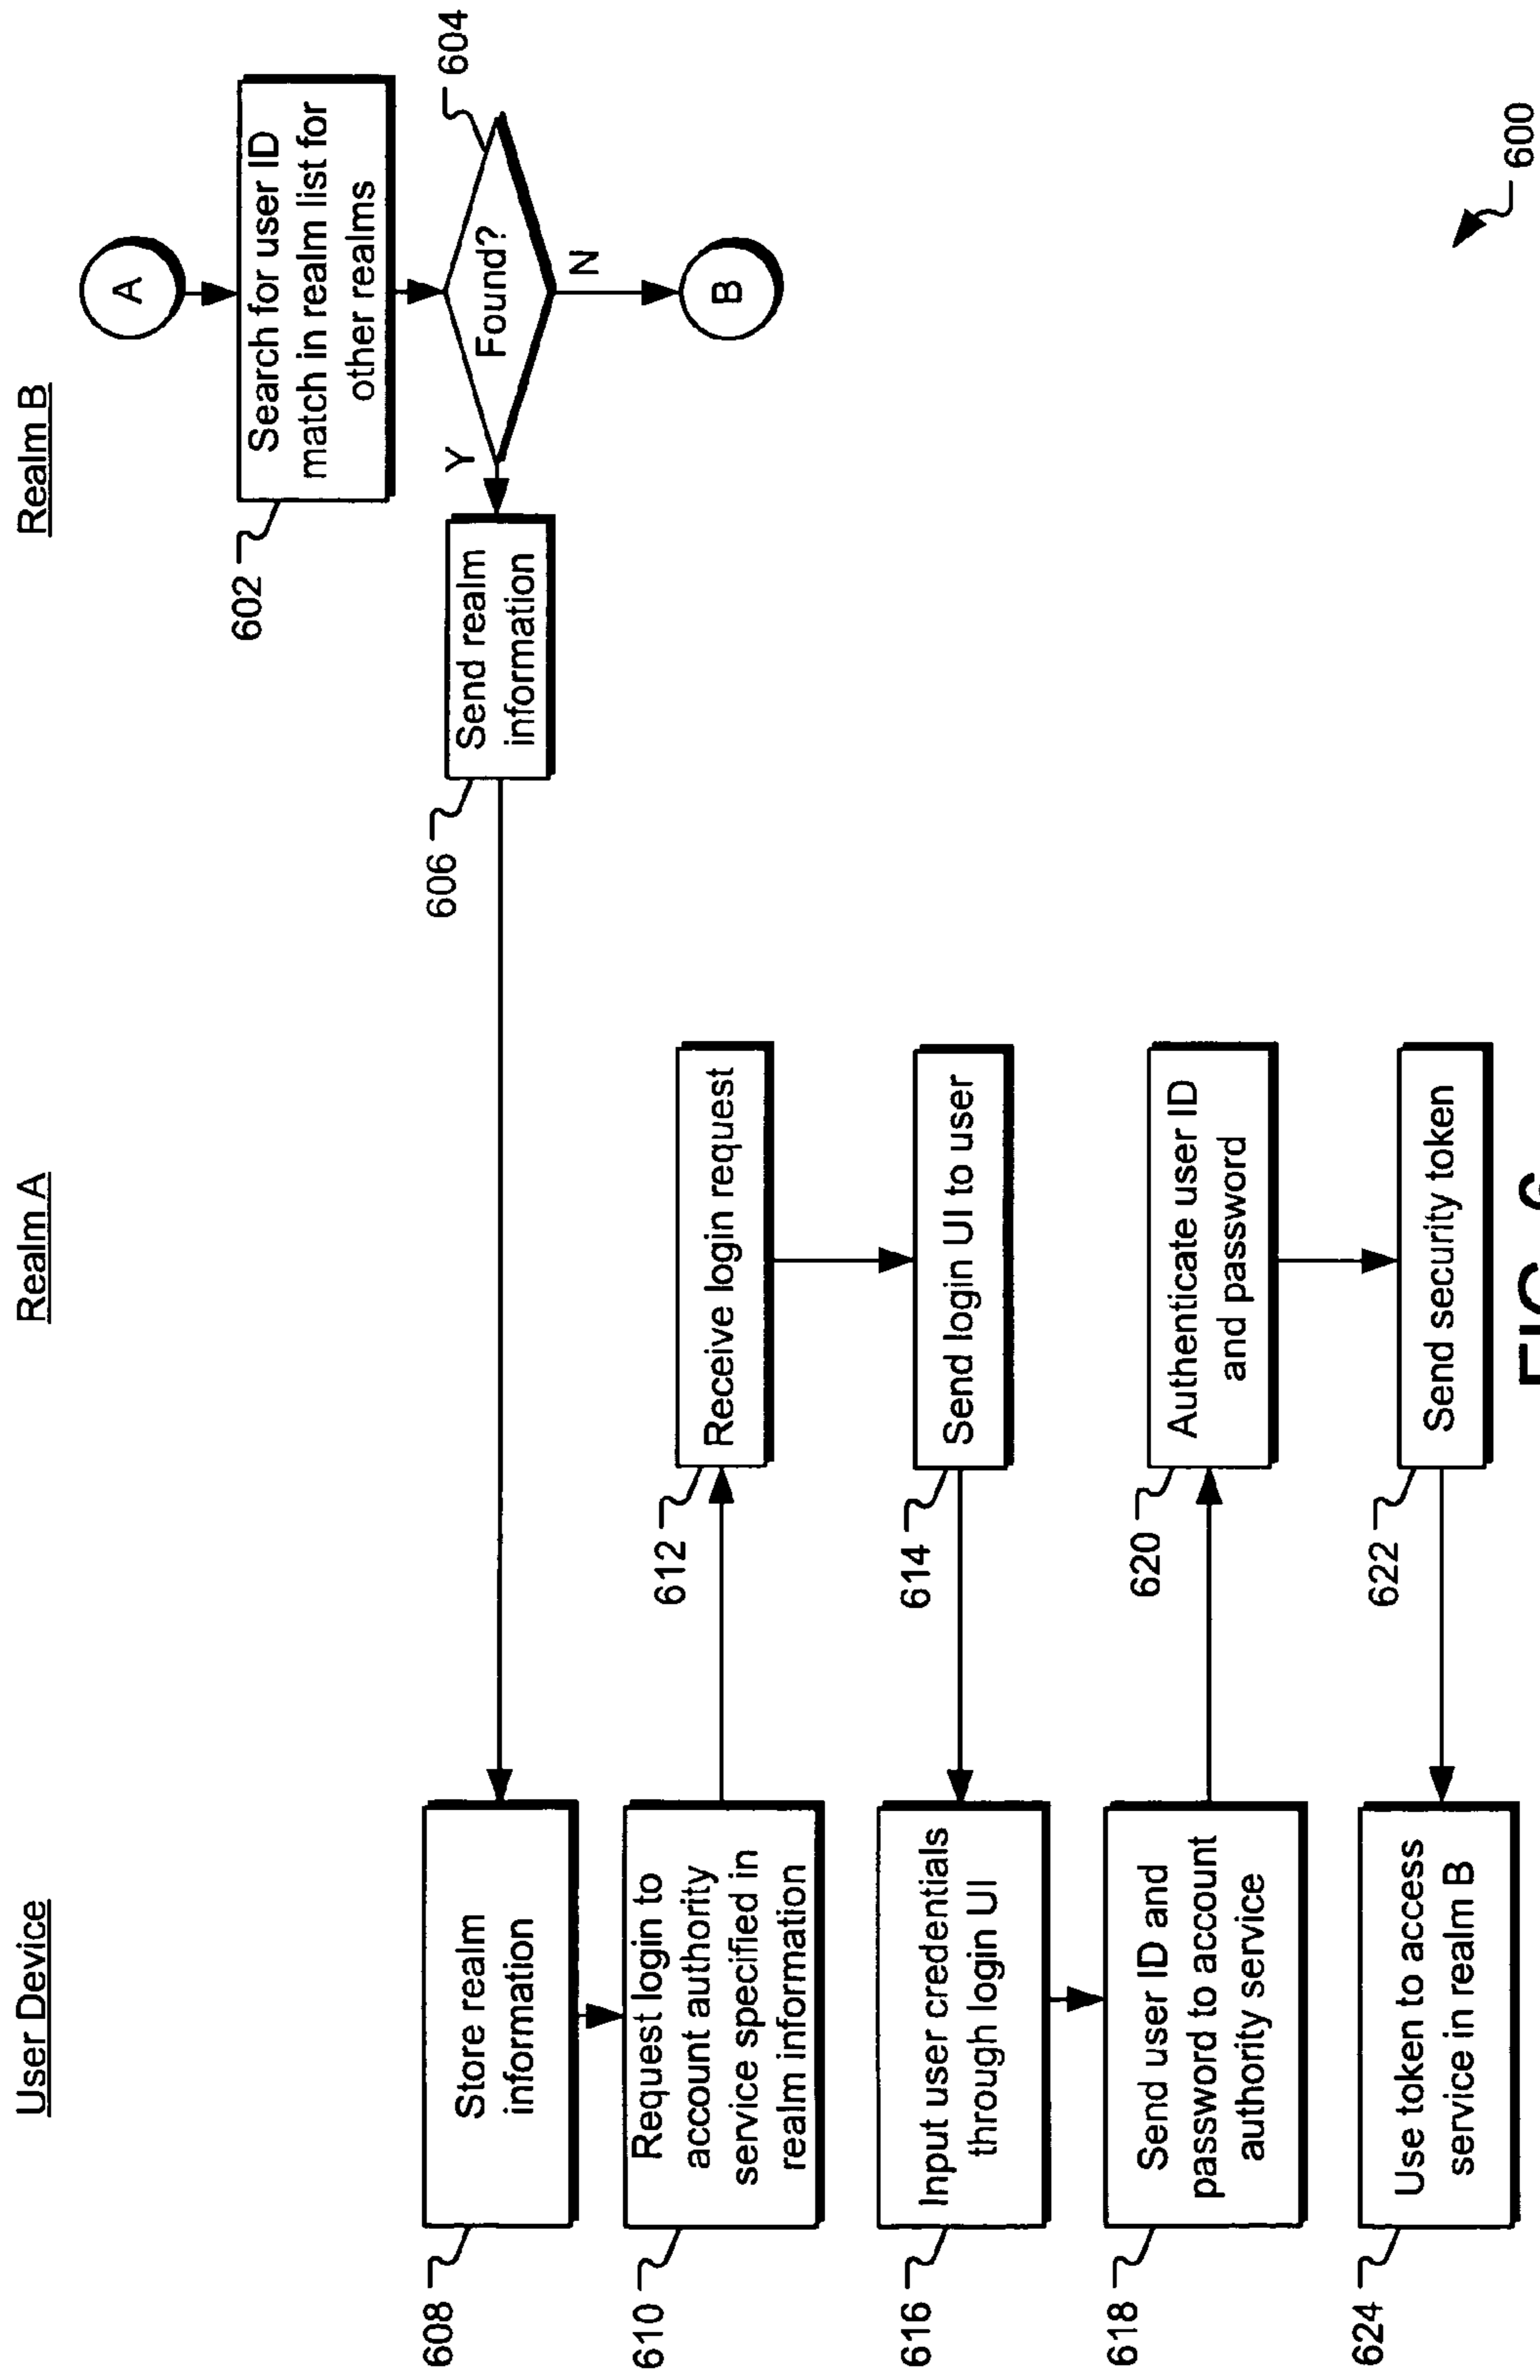 User Device
Realm A
Realm B
A
602
Search for user ID
match in realm list for
other realms
604
Found?
Y
N
B
606
Send realm
information
608
Store realm
information
610
Request login to
account authority
service specified in
realm information
612
Receive login request
614
Send login UI to user
616
Input user credentials
through login UI
618
Send user ID and
password to account
authority service
620
Authenticate user ID
and password
622
Send security token
624
Use token to access
service in realm B
600